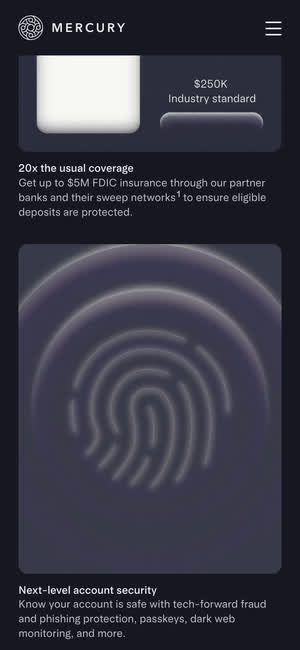 MERCURY
$250K
Industry standard
20x the usual coverage
Get up to $5M FDIC insurance through our partner
banks and their sweep networks¹ to ensure eligible
deposits are protected.
Next-level account security
Know your account is safe with tech-forward fraud
and phishing protection, passkeys, dark web
monitoring, and more.